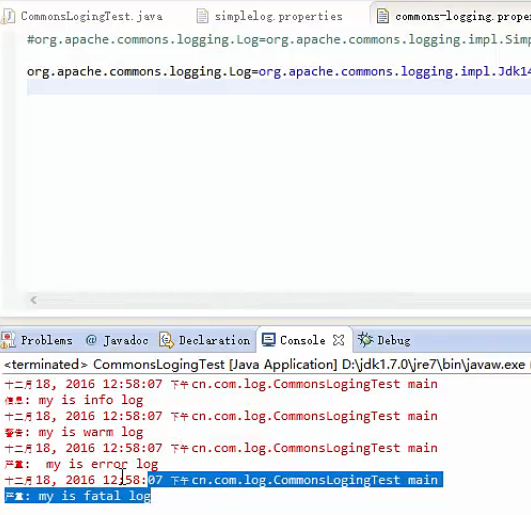 CommonsLogingTest.java simplelog.properties commons-logging.prope
#org.apache.commons.logging.Log=org.apache.commons.logging.impl.Simp
org.apache.commons.logging.Log=org.apache.commons.logging.impl.Jdk14
Problems @ Javadoc Declaration Console Debug
<terminated> CommonsLogingTest [Java Application] D:\jdk1.7.0\jre7\bin\javaw.exe
十二月 18, 2016 12:58:07 下午 cn.com.log.CommonsLogingTest main
信息: my is info log
十二月 18, 2016 12:58:07 下午 cn.com.log.CommonsLogingTest main
警告: my is warm log
十二月 18, 2016 12:58:07 下午 cn.com.log.CommonsLogingTest main
严重: my is error log
十二月 18, 2016 12:58:07 下午 cn.com.log.CommonsLogingTest main
严重: my is fatal log